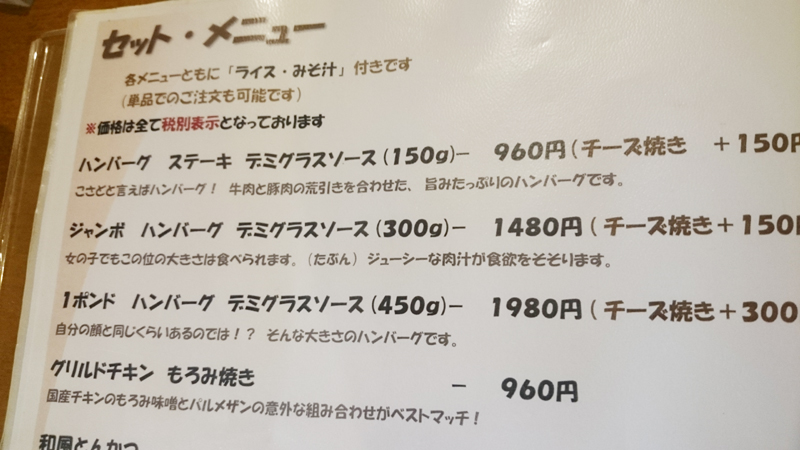 セット・メニュー
各メニューともに「ライス・みそ汁」付きです
(単品でのご注文も可能です)
※価格は全て税別表示となっております
ハンバーグ ステーキ デミグラスソース(150g)− 960円(チーズ焼き +150円
こさどと言えばハンバーグ! 牛肉と豚肉の荒引きを合わせた、旨みたっぷりのハンバーグです。
ジャンボ ハンバーグ デミグラスソース(300g)− 1480円(チーズ焼き+150円
女の子でもこの位の大きさは食べられます。(たぶん) ジューシーな肉汁が食欲をそそります。
1ポンド ハンバーグ デミグラスソース(450g)− 1980円(チーズ焼き+300
自分の顔と同じくらいあるのでは!? そんな大きさのハンバーグです。
グリルドチキン もろみ焼き − 960円
国産チキンのもろみ味噌とパルメザンの意外な組み合わせがベストマッチ!
和風とんかつ